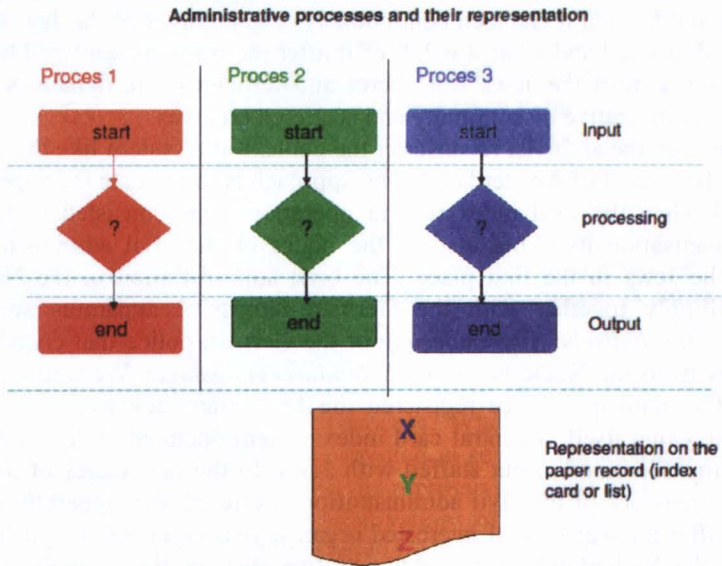 Administrative processes and their representation
Proces 1 Proces 2 Proces 3
start start start Input
? ? ? processing
end end end Output
X
Y
Z
Representation on the
paper record (index
card or list)